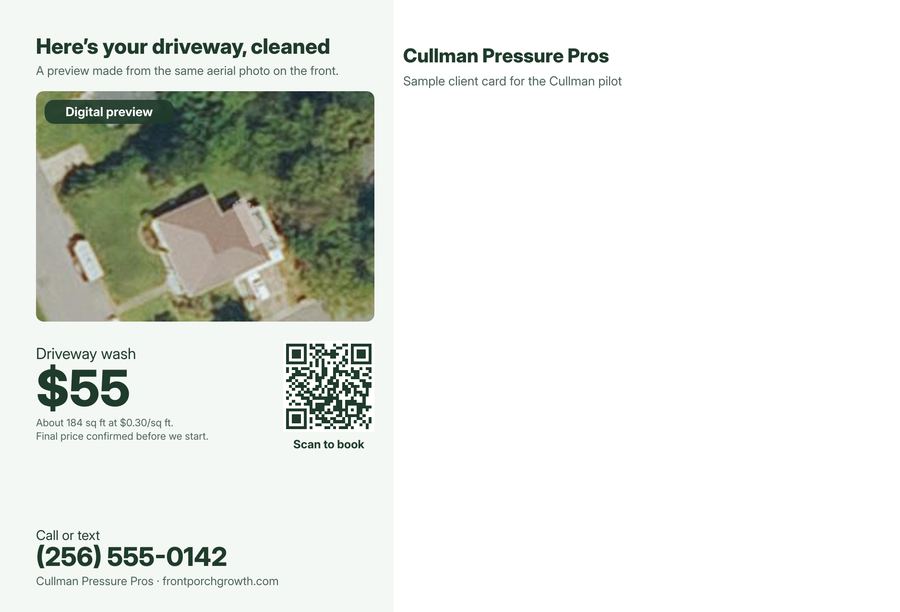 Here's your driveway, cleaned
A preview made from the same aerial photo on the front.
Digital preview
Driveway wash
$55
About 184 sq ft at $0.30/sq ft.
Final price confirmed before we start.
Scan to book
Call or text
(256) 555-0142
Cullman Pressure Pros · frontporchgrowth.com
Cullman Pressure Pros
Sample client card for the Cullman pilot